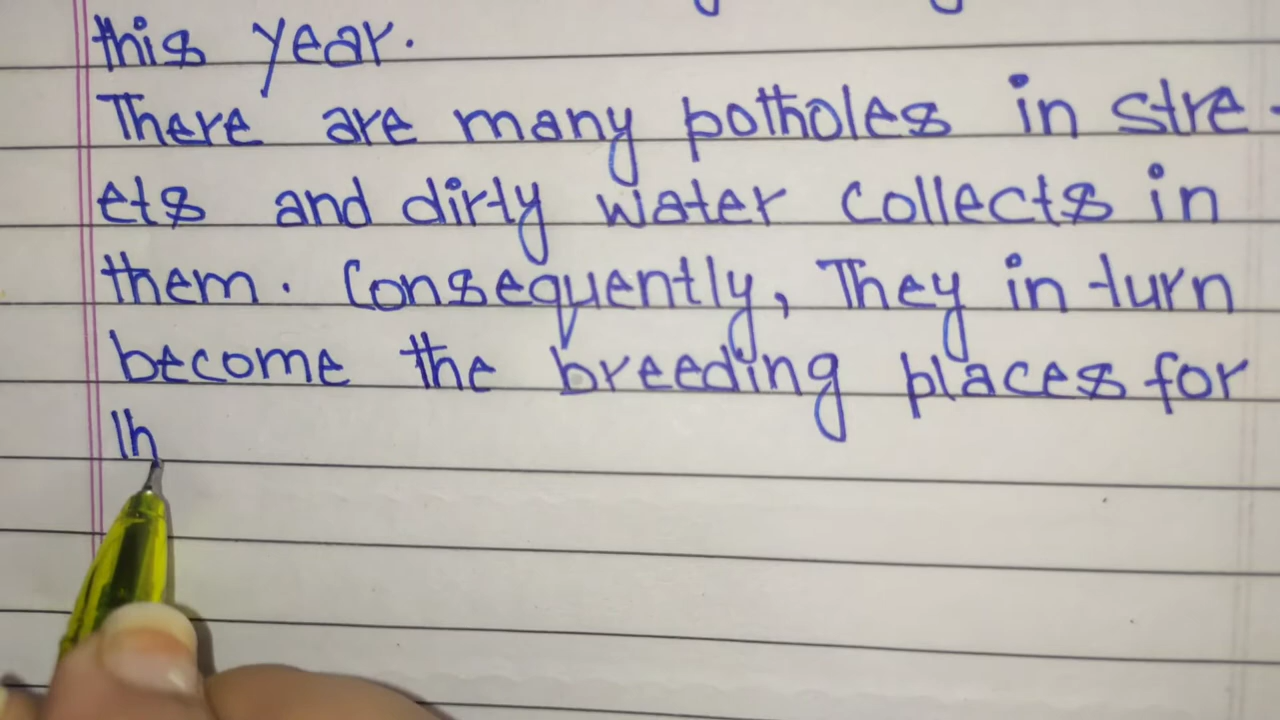 this year.
There are many potholes in stre-
ets and dirty water collects in
them. Consequently, They in turn
become the breeding places for
th